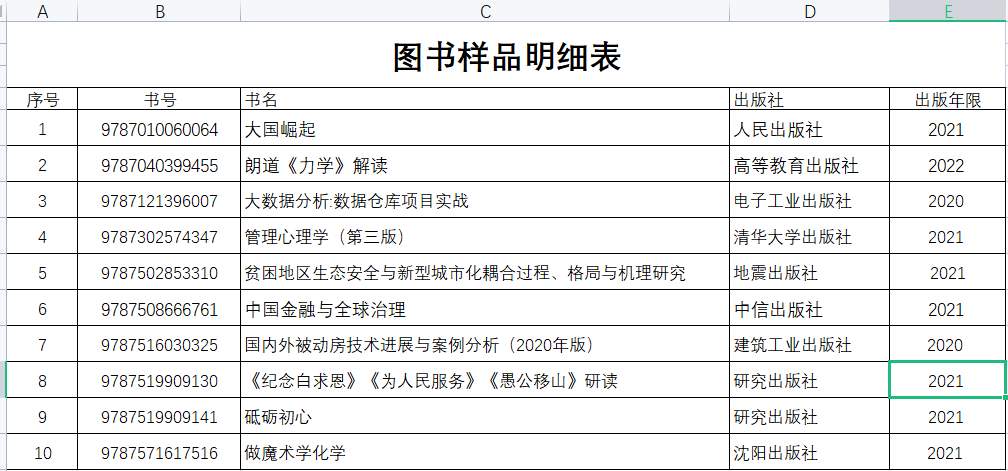 A B C D E
图书样品明细表
序号 书号 书名 出版社 出版年限
1 9787010060064 大国崛起 人民出版社 2021
2 9787040399455 朗道《力学》解读 高等教育出版社 2022
3 9787121396007 大数据分析:数据仓库项目实战 电子工业出版社 2020
4 9787302574347 管理心理学（第三版） 清华大学出版社 2021
5 9787502853310 贫困地区生态安全与新型城市化耦合过程、格局与机理研究 地震出版社 2021
6 9787508666761 中国金融与全球治理 中信出版社 2021
7 9787516030325 国内外被动房技术进展与案例分析（2020年版） 建筑工业出版社 2020
8 9787519909130 《纪念白求恩》《为人民服务》《愚公移山》研读 研究出版社 2021
9 9787519909141 砥砺初心 研究出版社 2021
10 9787571617516 做魔术学化学 沈阳出版社 2021